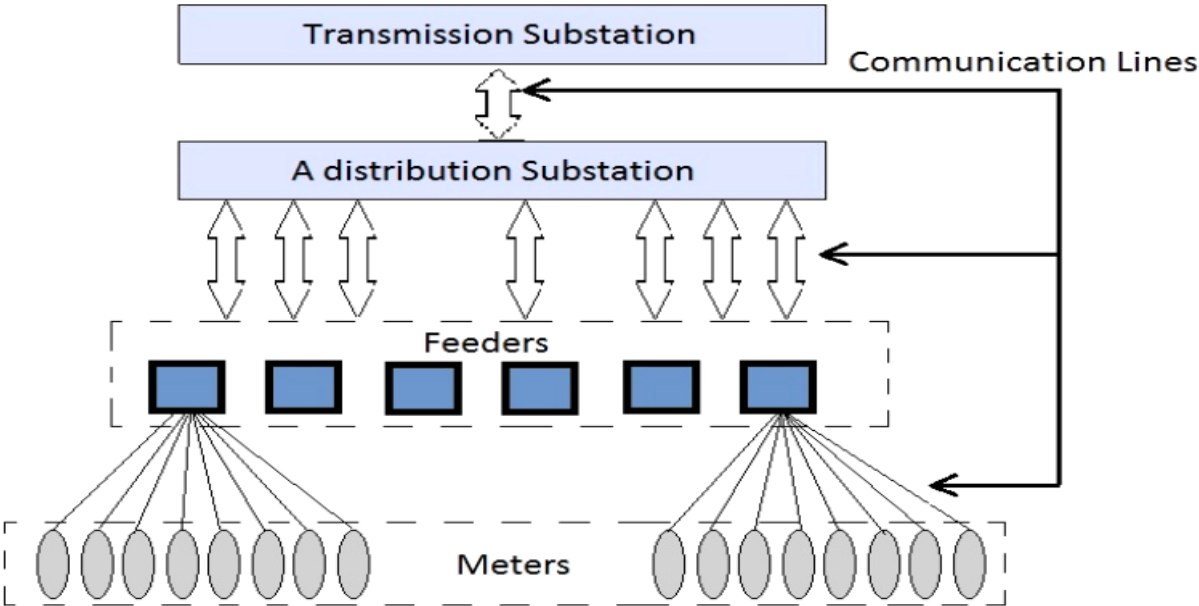 Transmission Substation
Communication Lines
A distribution Substation
Feeders
Meters